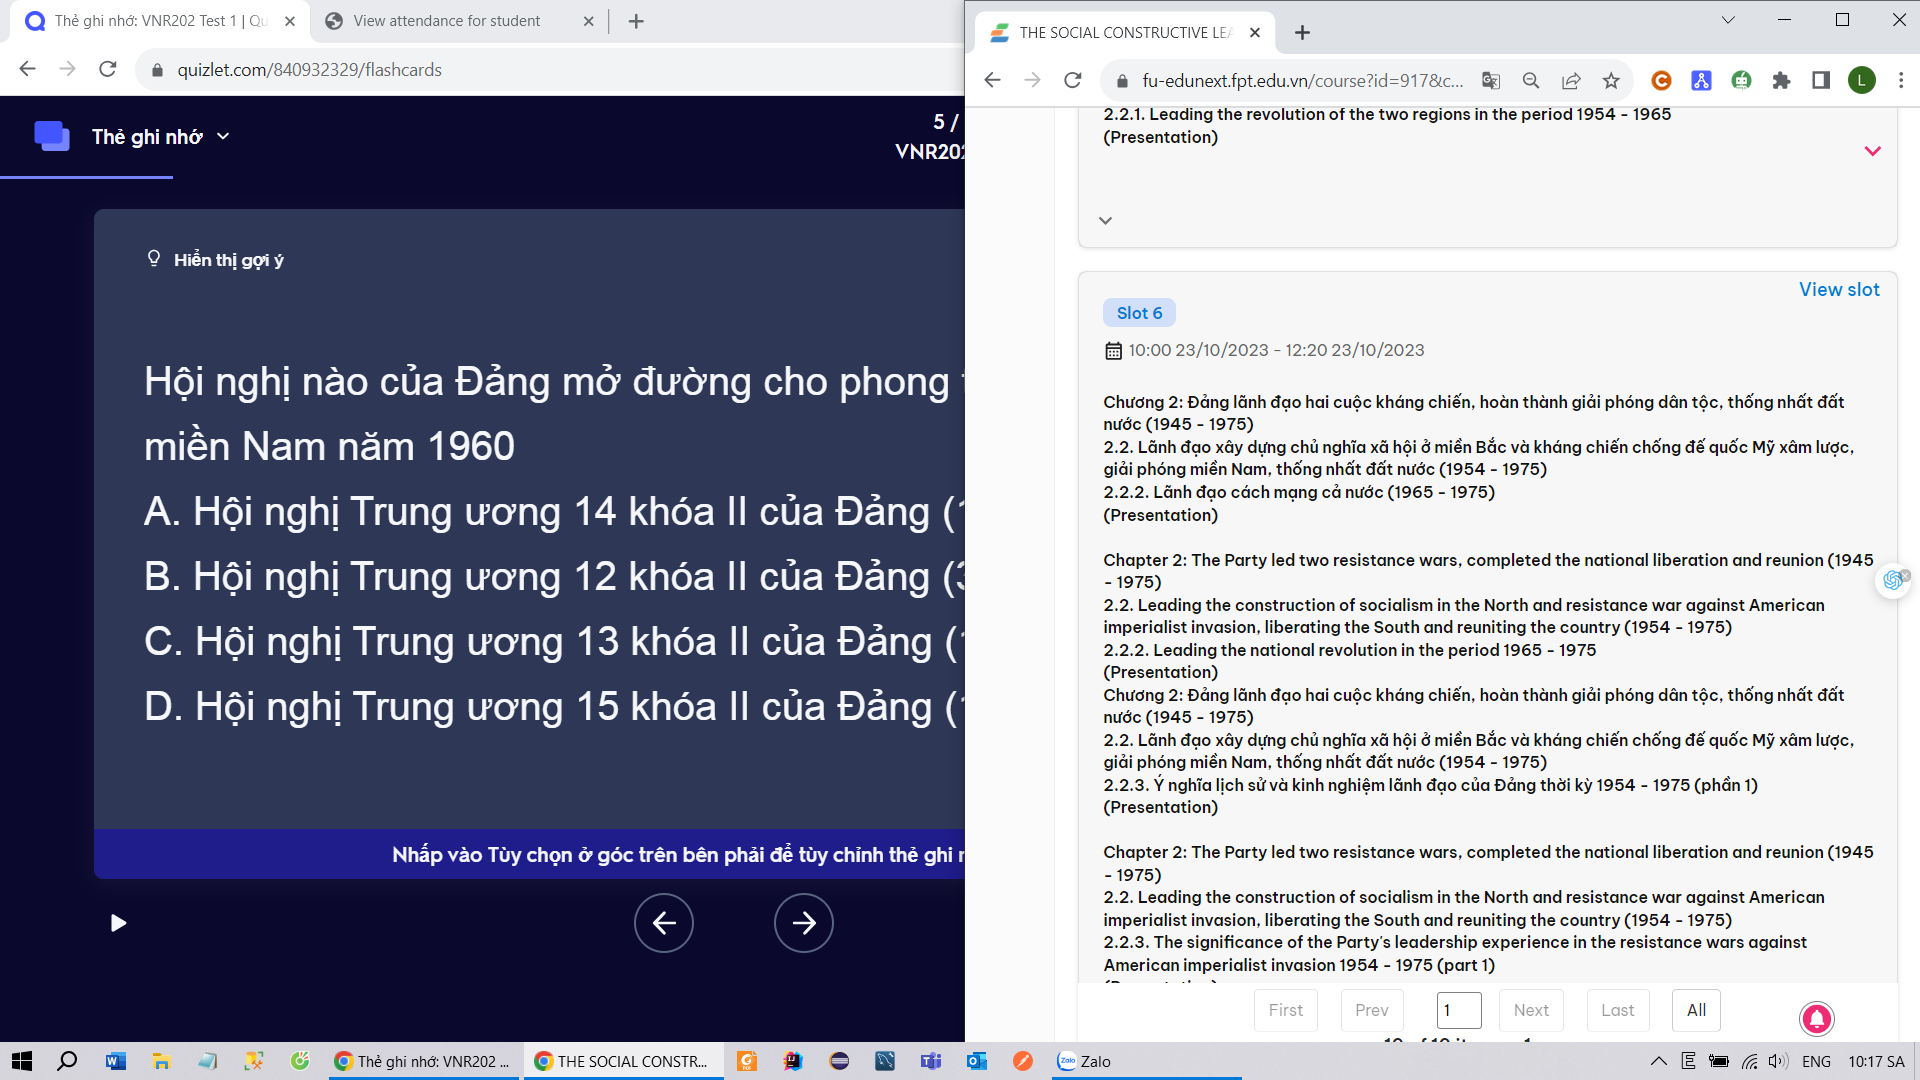 Thẻ ghi nhớ: VNR202 Test 1 | Qu
View attendance for student
quizlet.com/840932329/flashcards
Thẻ ghi nhớ
5 /
VNR202
Hiển thị gợi ý
Hội nghị nào của Đảng mở đường cho phong
miền Nam năm 1960
A. Hội nghị Trung ương 14 khóa II của Đảng (
B. Hội nghị Trung ương 12 khóa II của Đảng (
C. Hội nghị Trung ương 13 khóa II của Đảng (
D. Hội nghị Trung ương 15 khóa II của Đảng (
Nhấp vào Tùy chọn ở góc trên bên phải để tùy chỉnh thẻ ghi
THE SOCIAL CONSTRUCTIVE LEA
fu-edunext.fpt.edu.vn/course?id=917&c...
L
2.2.1. Leading the revolution of the two regions in the period 1954 - 1965
(Presentation)
View slot
Slot 6
10:00 23/10/2023 - 12:20 23/10/2023
Chương 2: Đảng lãnh đạo hai cuộc kháng chiến, hoàn thành giải phóng dân tộc, thống nhất đất
nước (1945 - 1975)
2.2. Lãnh đạo xây dựng chủ nghĩa xã hội ở miền Bắc và kháng chiến chống đế quốc Mỹ xâm lược,
giải phóng miền Nam, thống nhất đất nước (1954 - 1975)
2.2.2. Lãnh đạo cách mạng cả nước (1965 - 1975)
(Presentation)
Chapter 2: The Party led two resistance wars, completed the national liberation and reunion (1945
- 1975)
2.2. Leading the construction of socialism in the North and resistance war against American
imperialist invasion, liberating the South and reuniting the country (1954 - 1975)
2.2.2. Leading the national revolution in the period 1965 - 1975
(Presentation)
Chương 2: Đảng lãnh đạo hai cuộc kháng chiến, hoàn thành giải phóng dân tộc, thống nhất đất
nước (1945 - 1975)
2.2. Lãnh đạo xây dựng chủ nghĩa xã hội ở miền Bắc và kháng chiến chống đế quốc Mỹ xâm lược,
giải phóng miền Nam, thống nhất đất nước (1954 - 1975)
2.2.3. Ý nghĩa lịch sử và kinh nghiệm lãnh đạo của Đảng thời kỳ 1954 - 1975 (phần 1)
(Presentation)
Chapter 2: The Party led two resistance wars, completed the national liberation and reunion (1945
- 1975)
2.2. Leading the construction of socialism in the North and resistance war against American
imperialist invasion, liberating the South and reuniting the country (1954 - 1975)
2.2.3. The significance of the Party's leadership experience in the resistance wars against
American imperialist invasion 1954 - 1975 (part 1)
First Prev 1 Next Last All
Thẻ ghi nhớ: VNR202 ...
THE SOCIAL CONSTR...
Zalo
ENG
10:17 SA